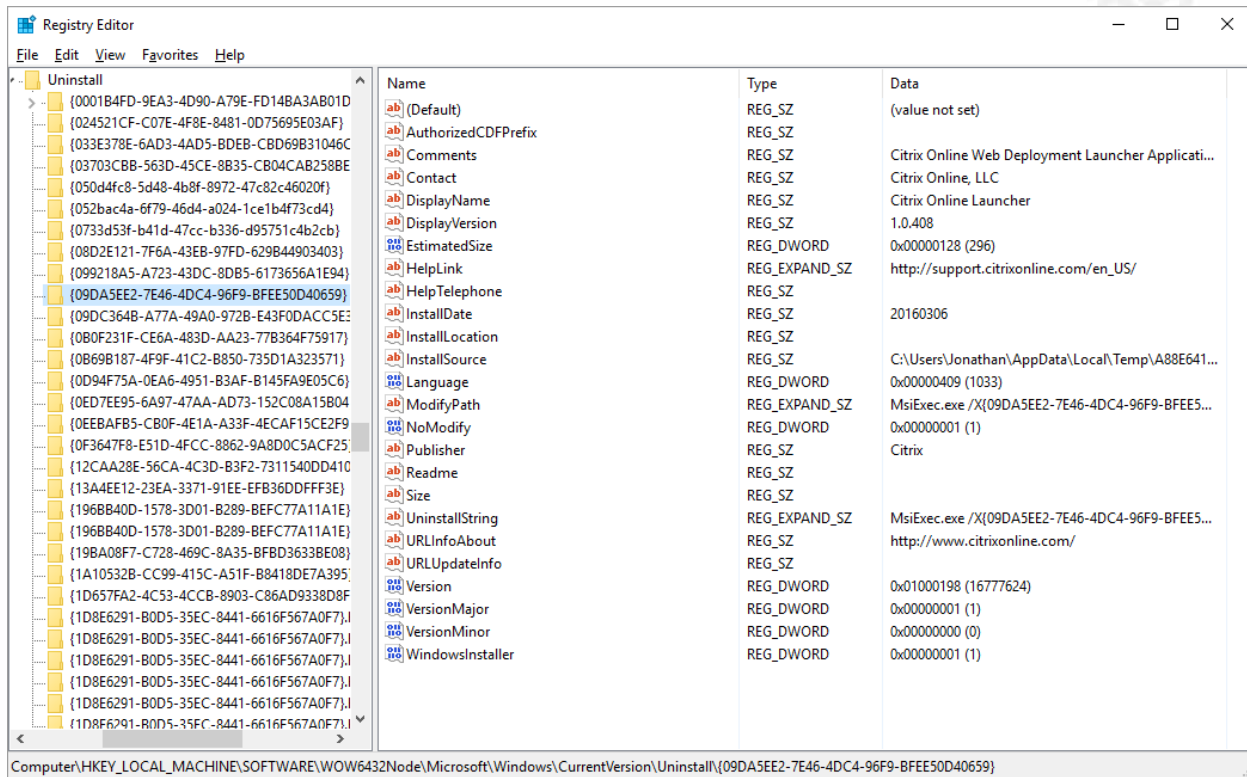 Registry Editor
File Edit View Favorites Help
Uninstall
{0001B4FD-9EA3-4D90-A79E-FD14BA3AB01D
{024521CF-C07E-4F8E-8481-0D75695E03AF}
{033E378E-6AD3-4AD5-BDEB-CBD69B31046C
{03703CBB-563D-45CE-8B35-CB04CAB258BE
{050d4fc8-5d48-4b8f-8972-47c82c46020f}
{052bac4a-6f79-46d4-a024-1ce1b4f73cd4}
{0733d53f-b41d-47cc-b336-d95751c4b2cb}
{08D2E121-7F6A-43EB-97FD-629B44903403}
{099218A5-A723-43DC-8DB5-6173656A1E94}
{09DA5EE2-7E46-4DC4-96F9-BFEE50D40659}
{09DC364B-A77A-49A0-972B-E43F0DACC5E3
{0B0F231F-CE6A-483D-AA23-77B364F75917}
{0B69B187-4F9F-41C2-B850-735D1A323571}
{0D94F75A-0EA6-4951-B3AF-B145FA9E05C6}
{0ED7EE95-6A97-47AA-AD73-152C08A15B04
{0EEBAFB5-CB0F-4E1A-A33F-4ECAF15CE2F9
{0F3647F8-E51D-4FCC-8862-9A8D0C5ACF25}
{12CAA28E-56CA-4C3D-B3F2-7311540DD410
{13A4EE12-23EA-3371-91EE-EFB36DDFFF3E}
{196BB40D-1578-3D01-B289-BEFC77A11A1E}
{196BB40D-1578-3D01-B289-BEFC77A11A1E}
{19BA08F7-C728-469C-8A35-BFBD3633BE08}
{1A10532B-CC99-415C-A51F-B8418DE7A395}
{1D657FA2-4C53-4CCB-8903-C86AD9338D8F
{1D8E6291-B0D5-35EC-8441-6616F567A0F7}.
{1D8E6291-B0D5-35EC-8441-6616F567A0F7}.
{1D8E6291-B0D5-35EC-8441-6616F567A0F7}.
{1D8E6291-B0D5-35EC-8441-6616F567A0F7}.
{1D8E6291-B0D5-35EC-8441-6616F567A0F7}.
{1D8E6291-B0D5-35EC-8441-6616F567A0F7}.
Name Type Data
(Default) REG_SZ (value not set)
AuthorizedCDFPrefix REG_SZ
Comments REG_SZ Citrix Online Web Deployment Launcher Applicati...
Contact REG_SZ Citrix Online, LLC
DisplayName REG_SZ Citrix Online Launcher
DisplayVersion REG_SZ 1.0.408
EstimatedSize REG_DWORD 0x00000128 (296)
HelpLink REG_EXPAND_SZ http://support.citrixonline.com/en_US/
HelpTelephone REG_SZ
InstallDate REG_SZ 20160306
InstallLocation REG_SZ
InstallSource REG_SZ C:\Users\Jonathan\AppData\Local\Temp\A88E641...
Language REG_DWORD 0x00000409 (1033)
ModifyPath REG_EXPAND_SZ MsiExec.exe /X{09DA5EE2-7E46-4DC4-96F9-BFEE5...
NoModify REG_DWORD 0x00000001 (1)
Publisher REG_SZ Citrix
Readme REG_SZ
Size REG_SZ
UninstallString REG_EXPAND_SZ MsiExec.exe /X{09DA5EE2-7E46-4DC4-96F9-BFEE5...
URLInfoAbout REG_SZ http://www.citrixonline.com/
URLUpdateInfo REG_SZ
Version REG_DWORD 0x01000198 (16777624)
VersionMajor REG_DWORD 0x00000001 (1)
VersionMinor REG_DWORD 0x00000000 (0)
WindowsInstaller REG_DWORD 0x00000001 (1)
Computer\HKEY_LOCAL_MACHINE\SOFTWARE\WOW6432Node\Microsoft\Windows\CurrentVersion\Uninstall\{09DA5EE2-7E46-4DC4-96F9-BFEE50D40659}